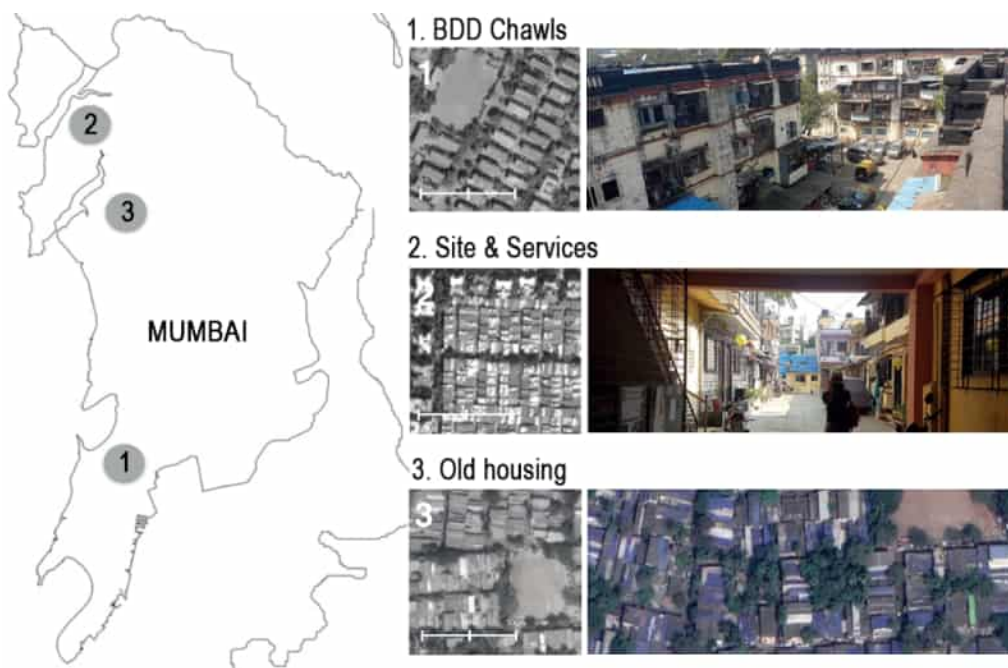 2
3
MUMBAI
1
1. BDD Chawls
1
2. Site & Services
2
3. Old housing
3